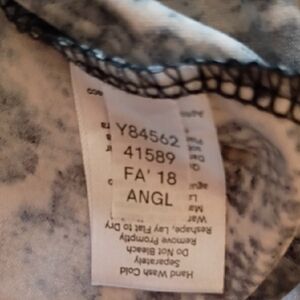 Y84562
41589
FA' 18
ANGL
Hand Wash Cold
Separately
Do Not Bleach
Remove Promptly
Reshape, Lay Flat to Dry